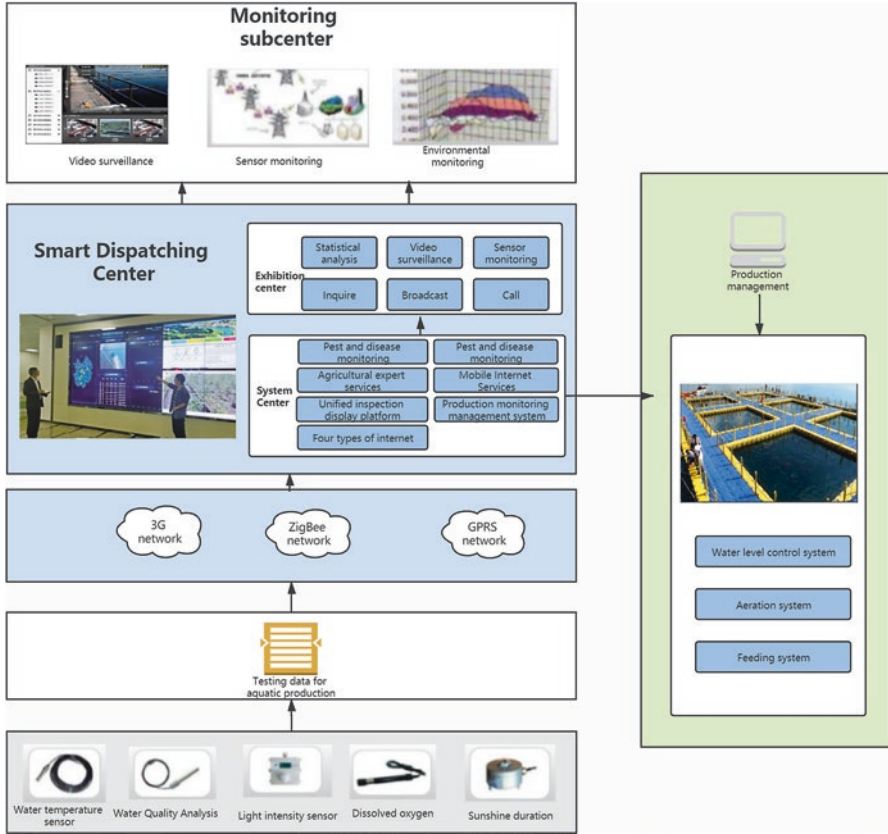 Monitoring
subcenter
Video surveillance
Sensor monitoring
Environmental
monitoring
Smart Dispatching
Center
Exhibition
center
Statistical
analysis
Video
surveillance
Sensor
monitoring
Inquire
Broadcast
Call
System
Center
Pest and disease
monitoring
Pest and disease
monitoring
Agricultural expert
services
Mobile Internet
Services
Unified inspection
display platform
Production monitoring
management system
Four types of internet
3G
network
ZigBee
network
GPRS
network
Testing data for
aquatic production
Water temperature
sensor
Water Quality Analysis
Light intensity sensor
Dissolved oxygen
Sunshine duration
Production
management
Water level control system
Aeration system
Feeding system